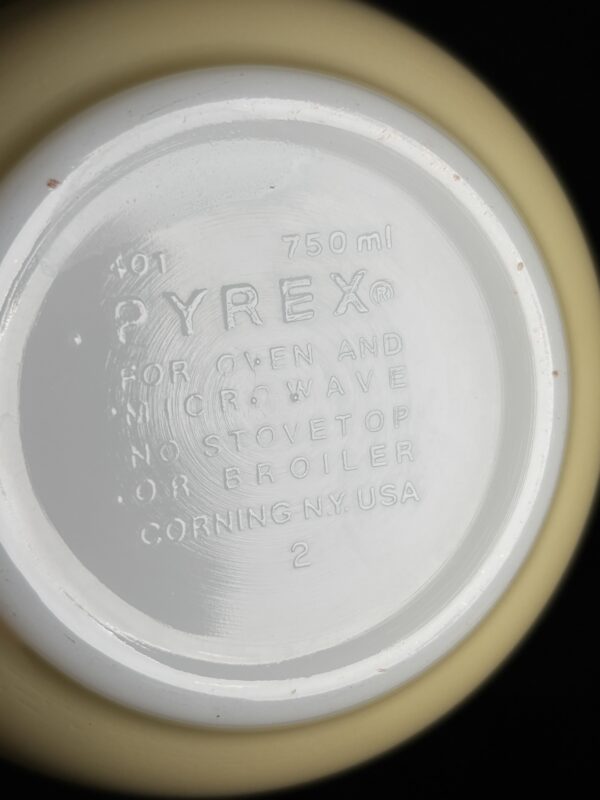 401 750 ml
PYREX®
FOR OVEN AND
MICROWAVE
NO STOVETOP
OR BROILER
CORNING N.Y. USA
2